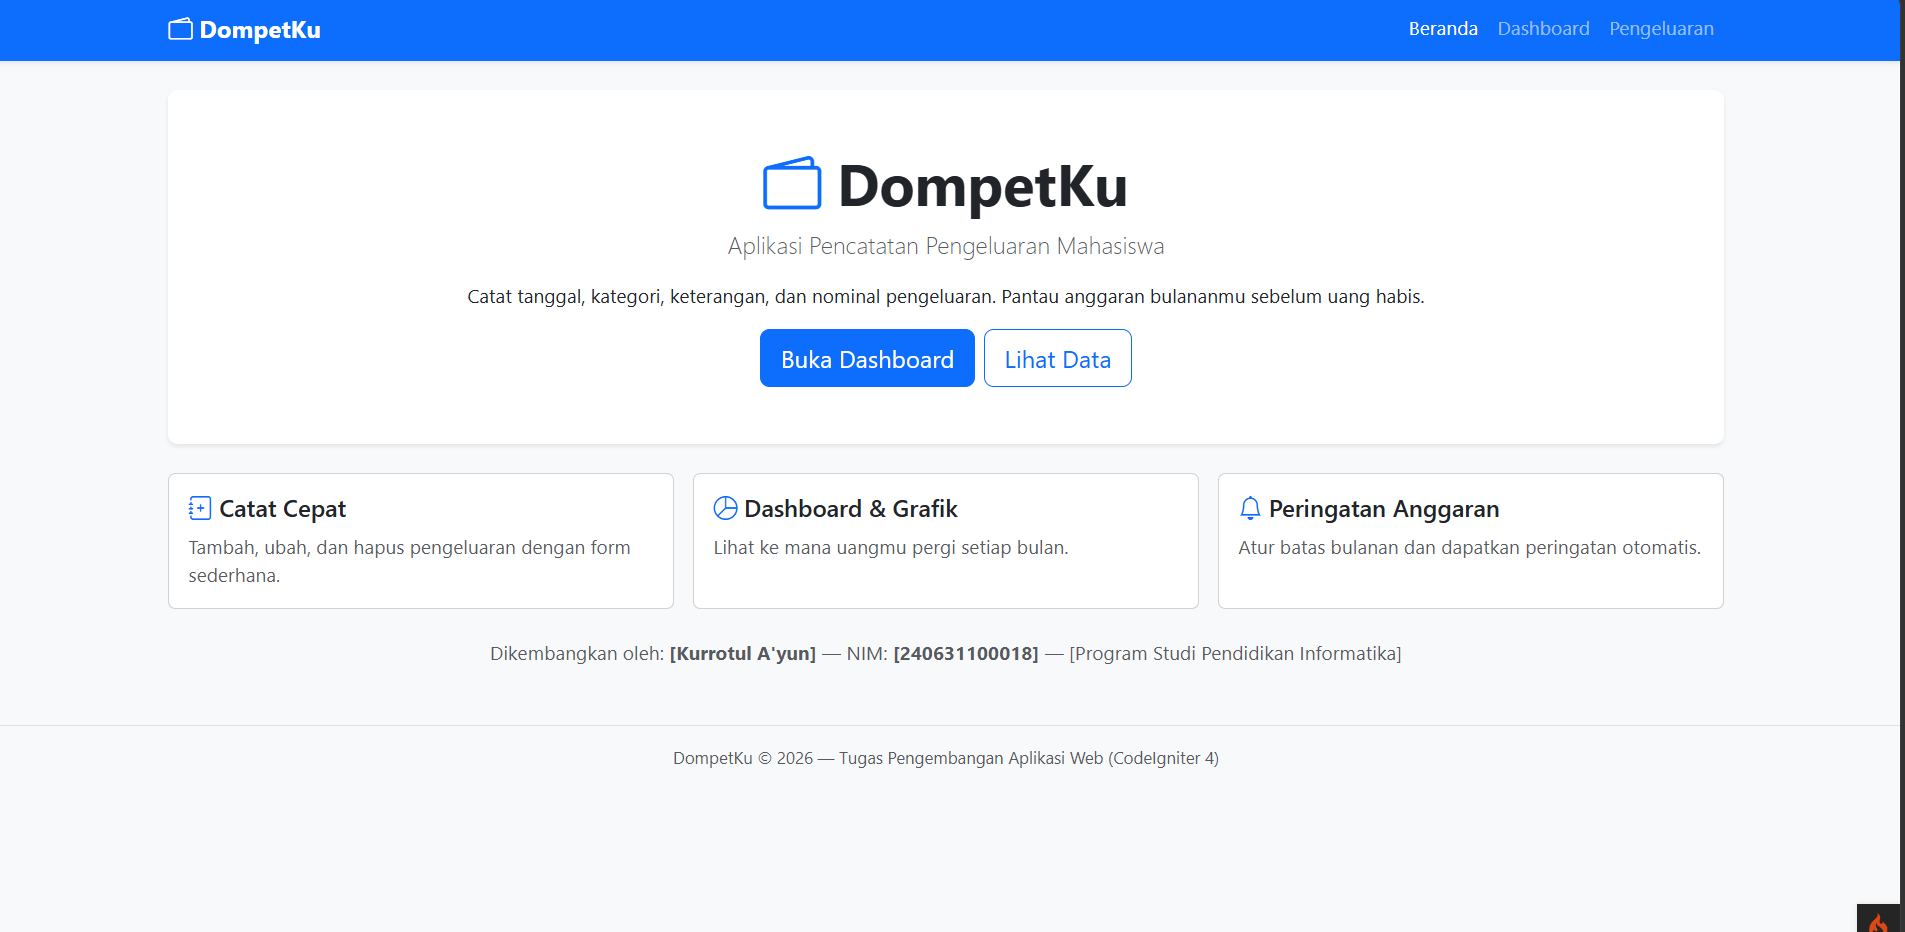 DompetKu
Beranda Dashboard Pengeluaran
DompetKu
Aplikasi Pencatatan Pengeluaran Mahasiswa
Catat tanggal, kategori, keterangan, dan nominal pengeluaran. Pantau anggaran bulananmu sebelum uang habis.
Buka Dashboard
Lihat Data
Catat Cepat
Tambah, ubah, dan hapus pengeluaran dengan form
sederhana.
Dashboard & Grafik
Lihat ke mana uangmu pergi setiap bulan.
Peringatan Anggaran
Atur batas bulanan dan dapatkan peringatan otomatis.
Dikembangkan oleh: [Kurrotul A'yun] — NIM: [240631100018] — [Program Studi Pendidikan Informatika]
DompetKu © 2026 — Tugas Pengembangan Aplikasi Web (CodeIgniter 4)